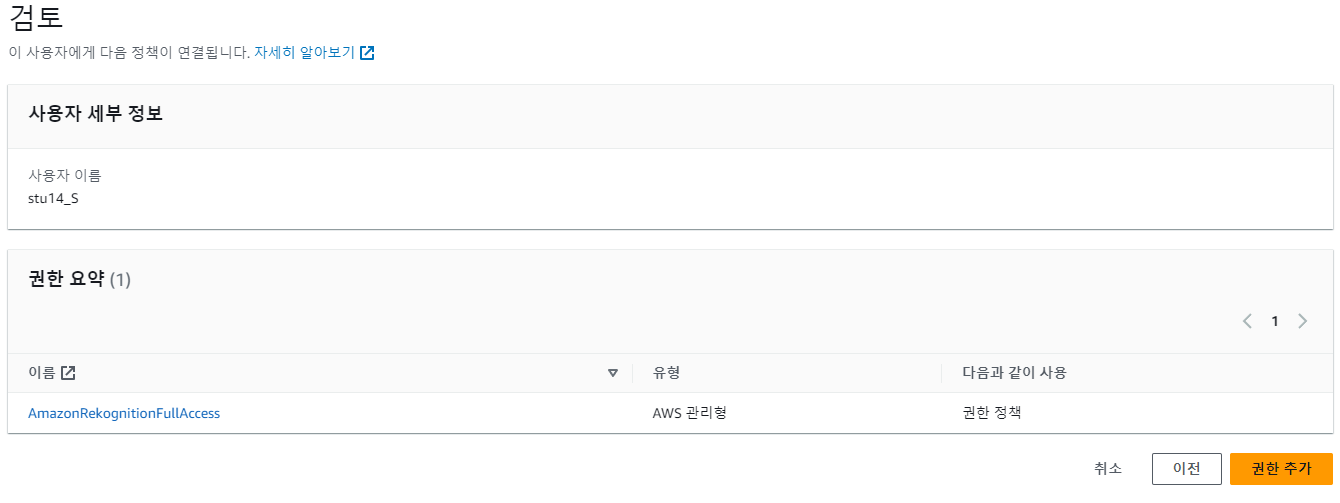 검토
이 사용자에게 다음 정책이 연결됩니다. 자세히 알아보기
사용자 세부 정보
사용자 이름
stu14_S
권한 요약 (1)
1
이름 유형 다음과 같이 사용
AmazonRekognitionFullAccess AWS 관리형 권한 정책
취소 이전 권한 추가